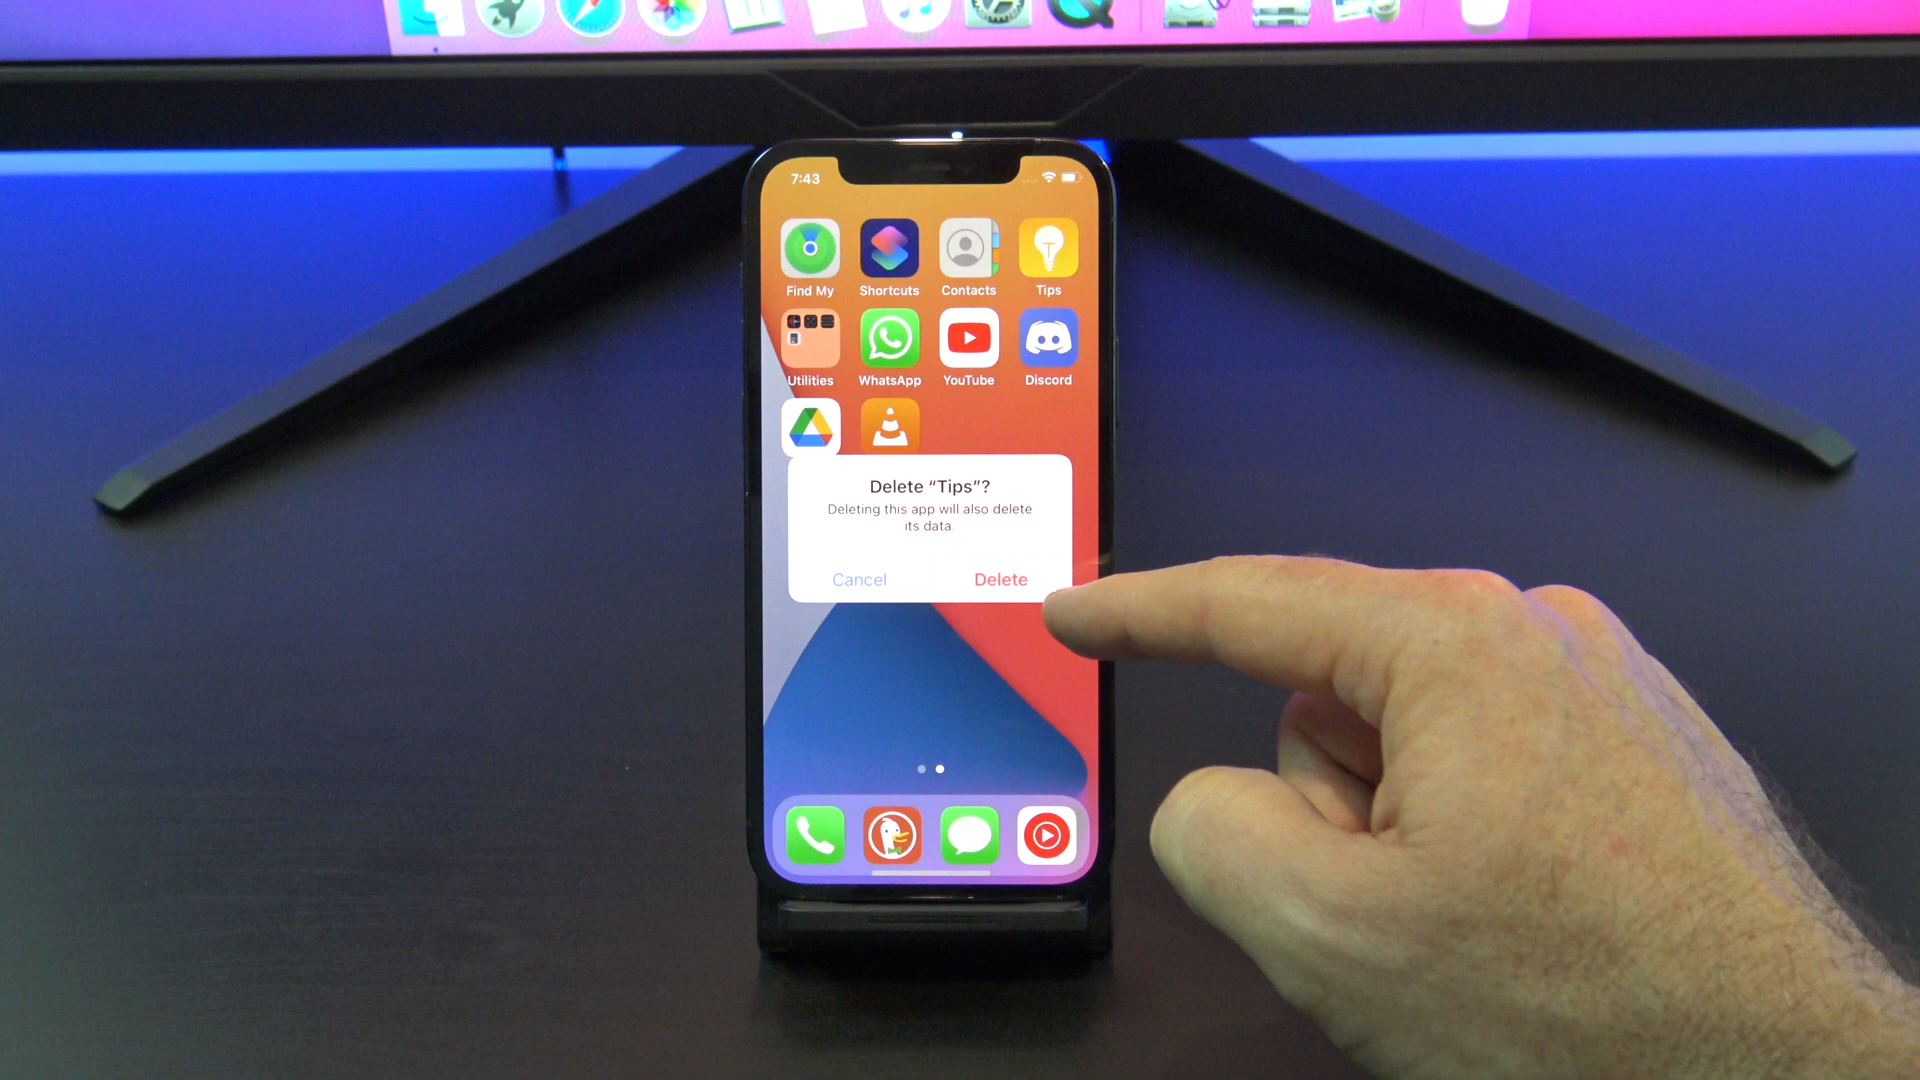 7:43
Find My
Shortcuts
Contacts
Tips
Utilities
WhatsApp
YouTube
Discord
Delete “Tips”?
Deleting this app will also delete
its data.
Cancel
Delete